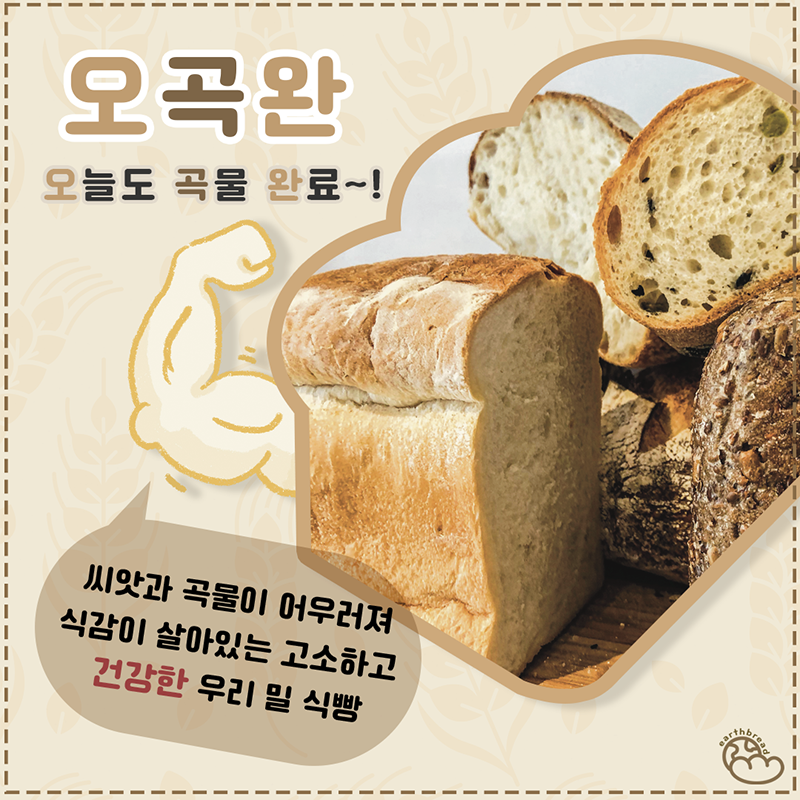 오곡완
오늘도 곡물 완료~!
씨앗과 곡물이 어우러져
식감이 살아있는 고소하고
건강한 우리 밀 식빵
earthbread